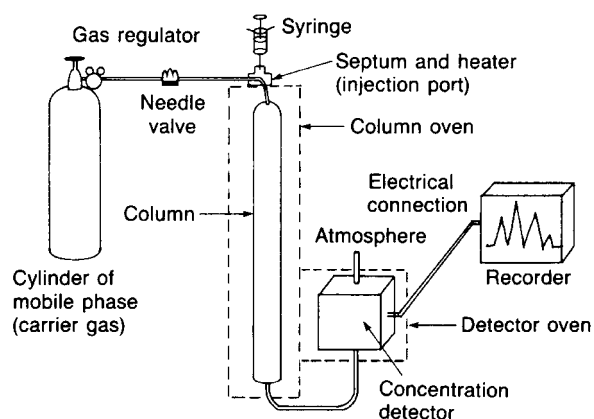 Gas regulator
Syringe
Septum and heater
(injection port)
Needle
valve
Column oven
Column
Electrical
connection
Atmosphere
Recorder
Cylinder of
mobile phase
(carrier gas)
Detector oven
Concentration
detector